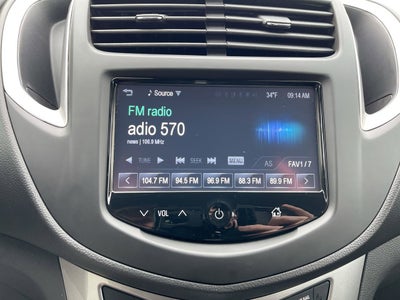 Source 34°F 09:14 AM
FM radio
adio 570
news | 106.9 MHz
TUNE SEEK MENU AS FAV1 / 7
104.7 FM 94.5 FM 96.9 FM 88.3 FM 89.9 FM
VOL